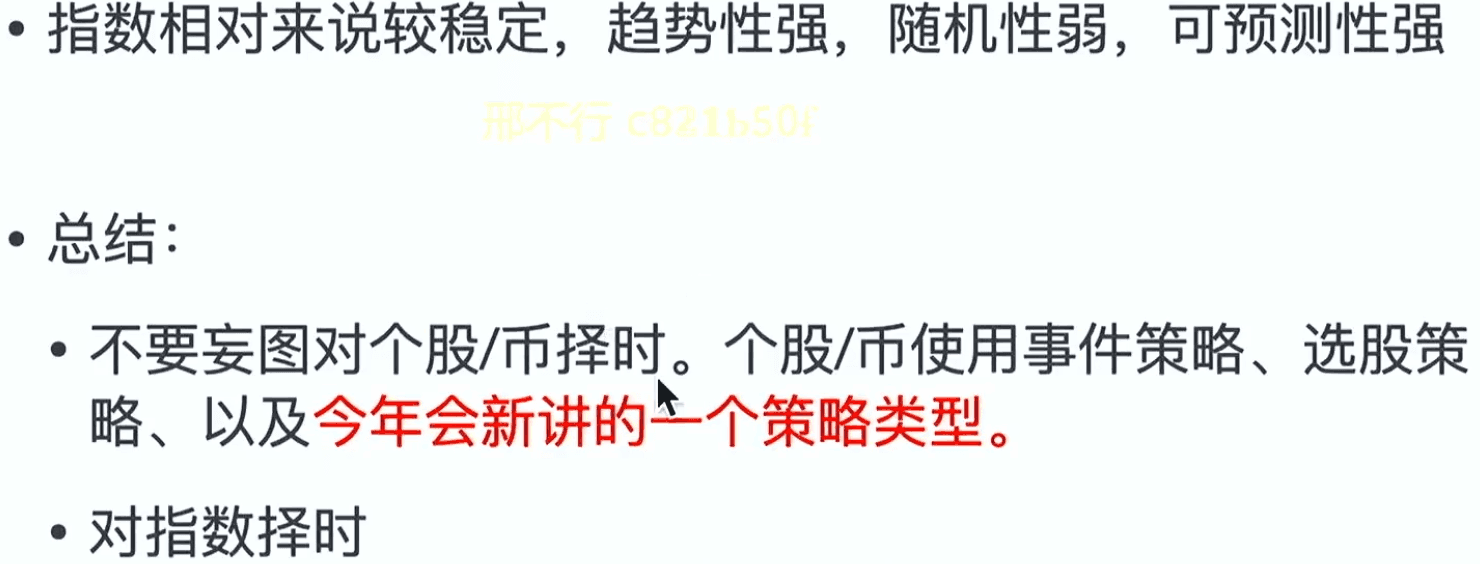 • 指数相对来说较稳定，趋势性强，随机性弱，可预测性强
邢不行 c821b50f
• 总结：
• 不要妄图对个股/币择时。个股/币使用事件策略、选股策
略、以及今年会新讲的一个策略类型。
• 对指数择时